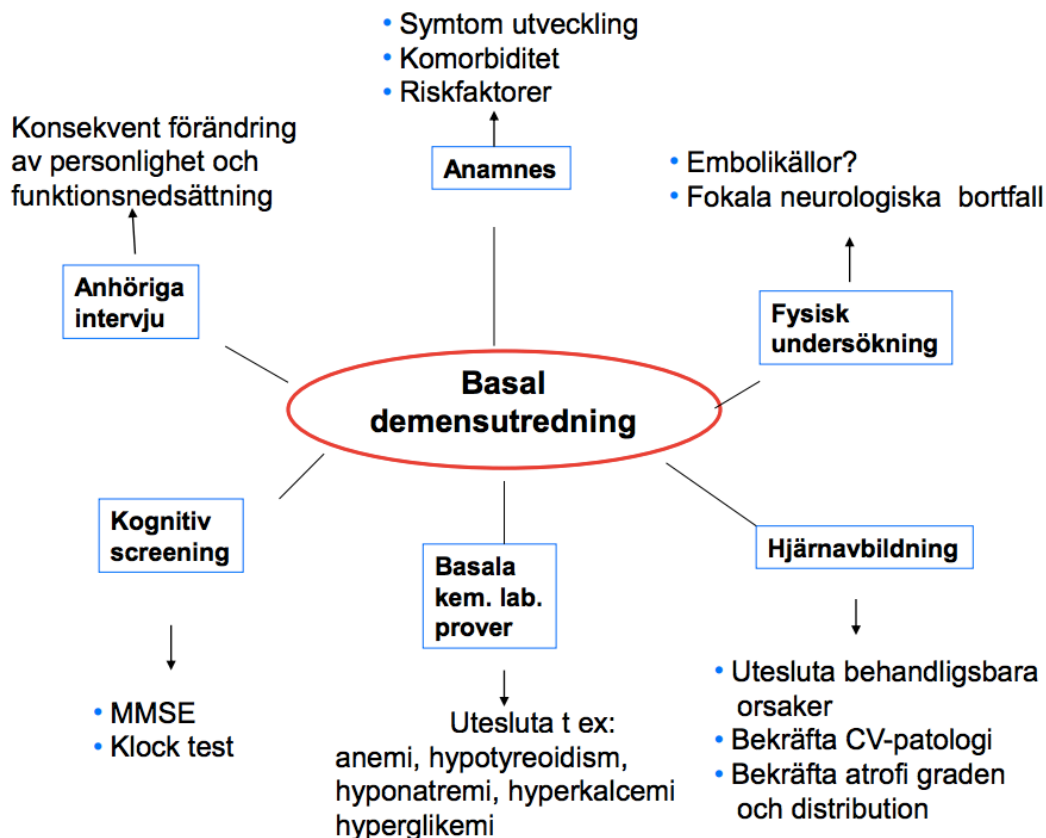 • Symtom utveckling
• Komorbiditet
• Riskfaktorer
Anamnes
Konsekvent förändring
av personlighet och
funktionsnedsättning
Anhöriga
intervju
• Embolikällor?
• Fokala neurologiska bortfall
Fysisk
undersökning
Basal
demensutredning
Kognitiv
screening
• MMSE
• Klock test
Basala
kem. lab.
prover
Utesluta t ex:
anemi, hypotyreoidism,
hyponatremi, hyperkalcemi
hyperglikemi
Hjärnavbildning
• Utesluta behandligsbara
orsaker
• Bekräfta CV-patologi
• Bekräfta atrofi graden
och distribution